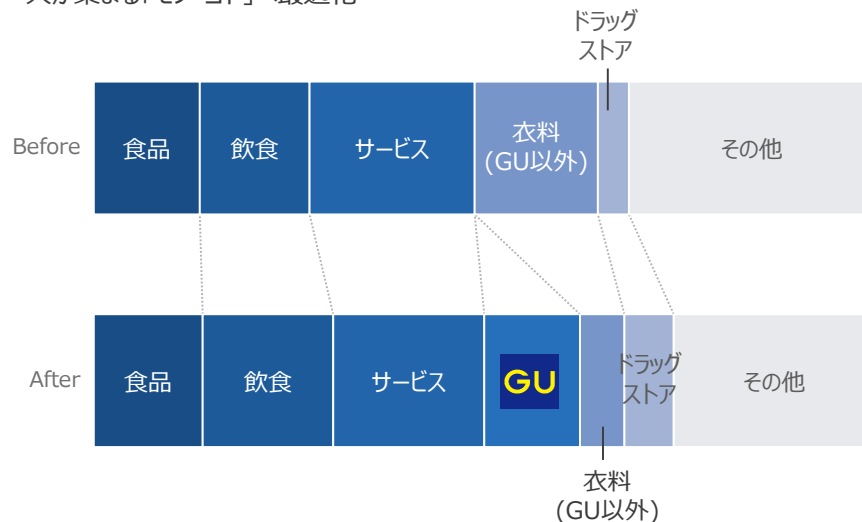 ドラッグ
ストア
Before
食品
飲食
サービス
衣料
(GU以外)
その他
After
食品
飲食
サービス
GU
ドラッグ
ストア
その他
衣料
(GU以外)